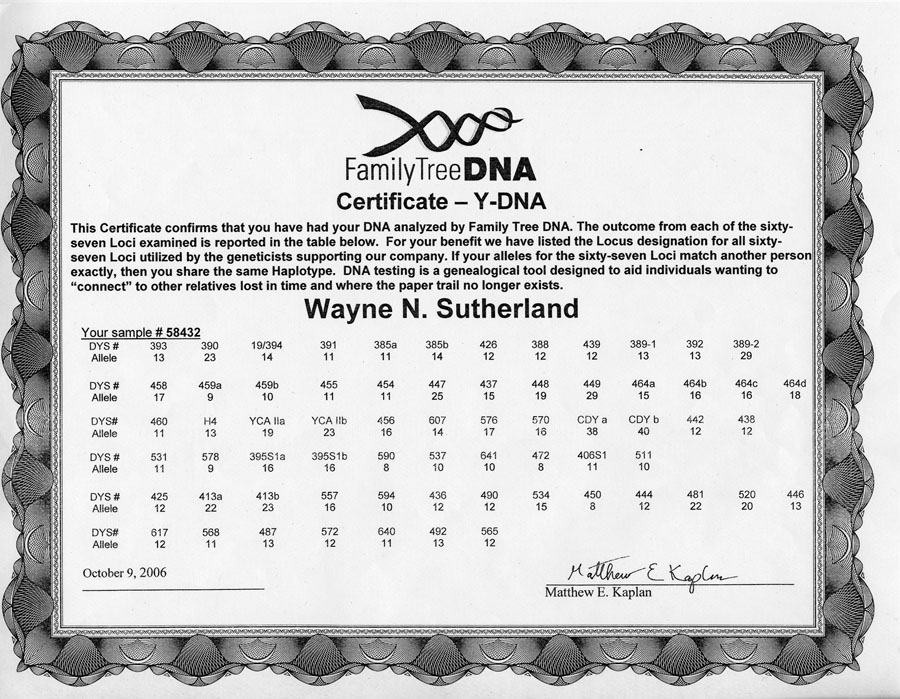 FamilyTreeDNA
Certificate – Y-DNA
This Certificate confirms that you have had your DNA analyzed by Family Tree DNA. The outcome from each of the sixty-
seven Loci examined is reported in the table below. For your benefit we have listed the Locus designation for all sixty-
seven Loci utilized by the geneticists supporting our company. If your alleles for the sixty-seven Loci match another person
exactly, then you share the same Haplotype. DNA testing is a genealogical tool designed to aid individuals wanting to
“connect” to other relatives lost in time and where the paper trail no longer exists.
Wayne N. Sutherland
Your sample # 58432
DYS # 393 390 19/394 391 385a 385b 426 388 439 389-1 392 389-2
Allele 13 23 14 11 11 14 12 12 12 13 13 29
DYS # 458 459a 459b 455 454 447 437 448 449 464a 464b 464c 464d
Allele 17 9 10 11 11 25 15 19 29 15 16 16 18
DYS# 460 H4 YCA IIa YCA IIb 456 607 576 570 CDY a CDY b 442 438
Allele 11 13 19 23 16 14 17 16 38 40 12 12
DYS # 531 578 395S1a 395S1b 590 537 641 472 406S1 511
Allele 11 9 16 16 8 10 10 8 11 10
DYS # 425 413a 413b 557 594 436 490 534 450 444 481 520 446
Allele 12 22 23 16 10 12 12 15 8 12 22 20 13
DYS# 617 568 487 572 640 492 565
Allele 12 11 13 12 11 13 12
October 9, 2006
Matthew E Kaplan
Matthew E. Kaplan